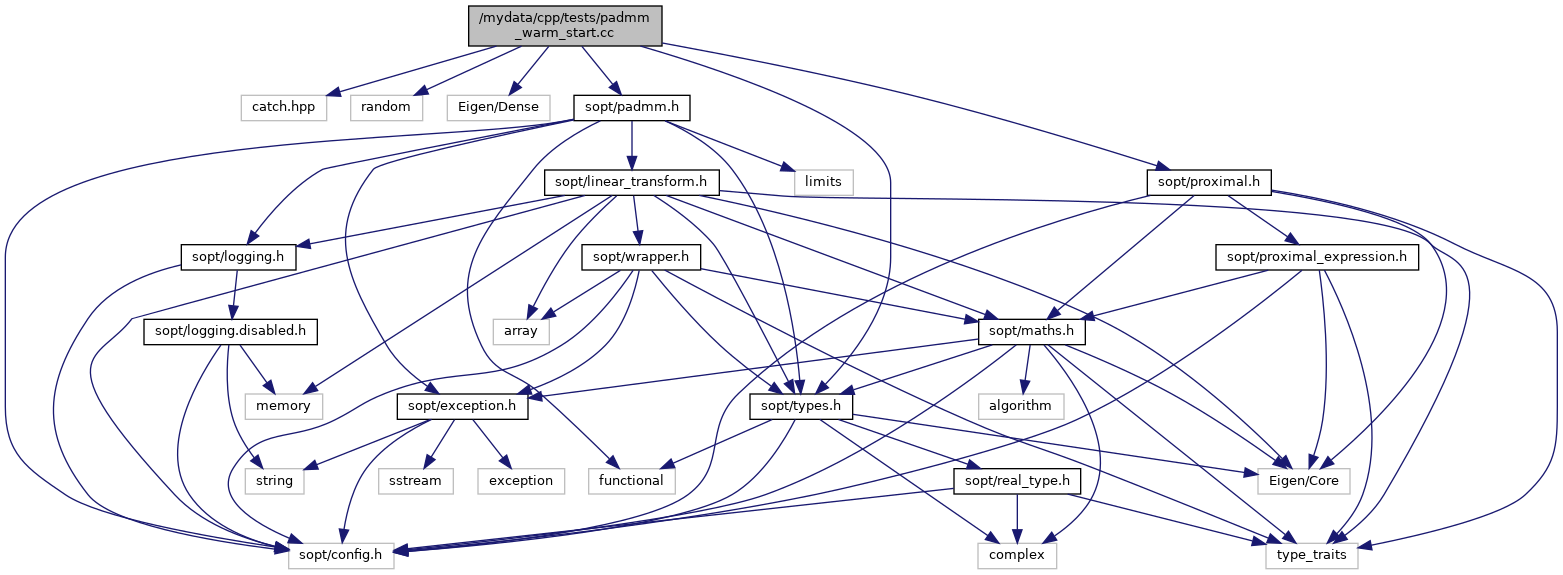 /mydata/cpp/tests/padmm
_warm_start.cc
catch.hpp
random
Eigen/Dense
sopt/padmm.h
sopt/linear_transform.h
limits
sopt/proximal.h
sopt/logging.h
sopt/wrapper.h
sopt/proximal_expression.h
sopt/logging.disabled.h
array
sopt/maths.h
memory
sopt/exception.h
sopt/types.h
algorithm
string
sstream
exception
functional
sopt/real_type.h
Eigen/Core
sopt/config.h
complex
type_traits